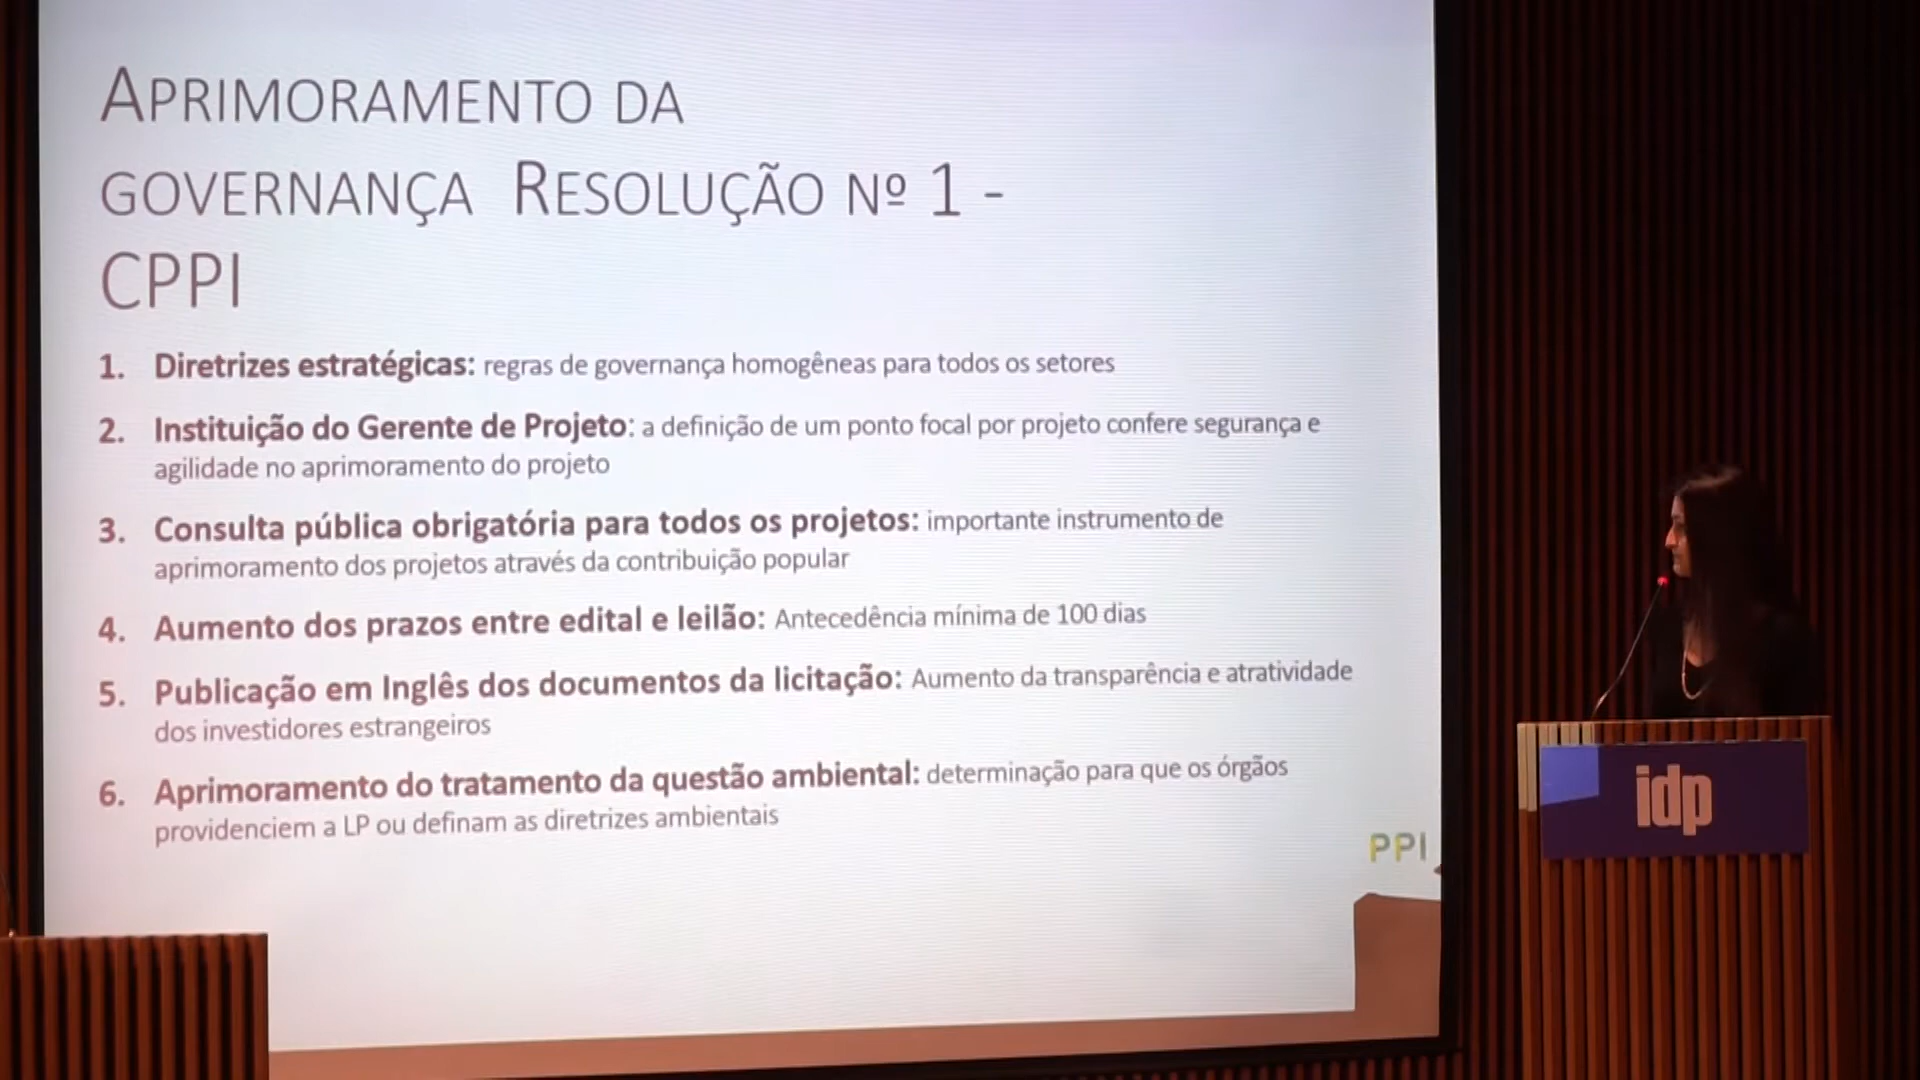 APRIMORAMENTO DA
GOVERNANÇA RESOLUÇÃO Nº 1 -
CPPI
1. Diretrizes estratégicas: regras de governança homogêneas para todos os setores
2. Instituição do Gerente de Projeto: a definição de um ponto focal por projeto confere segurança e
agilidade no aprimoramento do projeto
3. Consulta pública obrigatória para todos os projetos: importante instrumento de
aprimoramento dos projetos através da contribuição popular
4. Aumento dos prazos entre edital e leilão: Antecedência mínima de 100 dias
5. Publicação em Inglês dos documentos da licitação: Aumento da transparência e atratividade
dos investidores estrangeiros
6. Aprimoramento do tratamento da questão ambiental: determinação para que os órgãos
providenciem a LP ou definam as diretrizes ambientais
PPI
idp